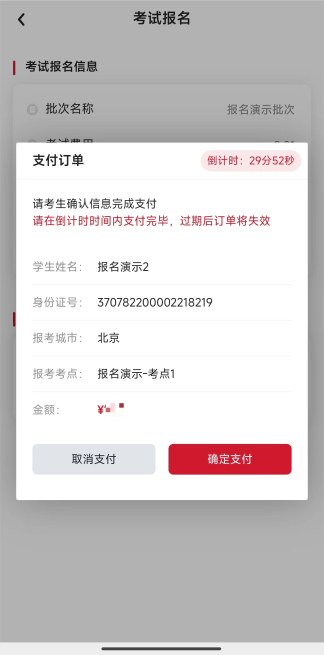 考试报名
考试报名信息
批次名称 报名演示批次
考试费用
支付订单 倒计时：29分52秒
请考生确认信息完成支付
请在倒计时时间内支付完毕，过期后订单将失效
学生姓名： 报名演示2
身份证号： 370782200002218219
报考城市： 北京
报考考点： 报名演示-考点1
金额： ¥
取消支付 确定支付